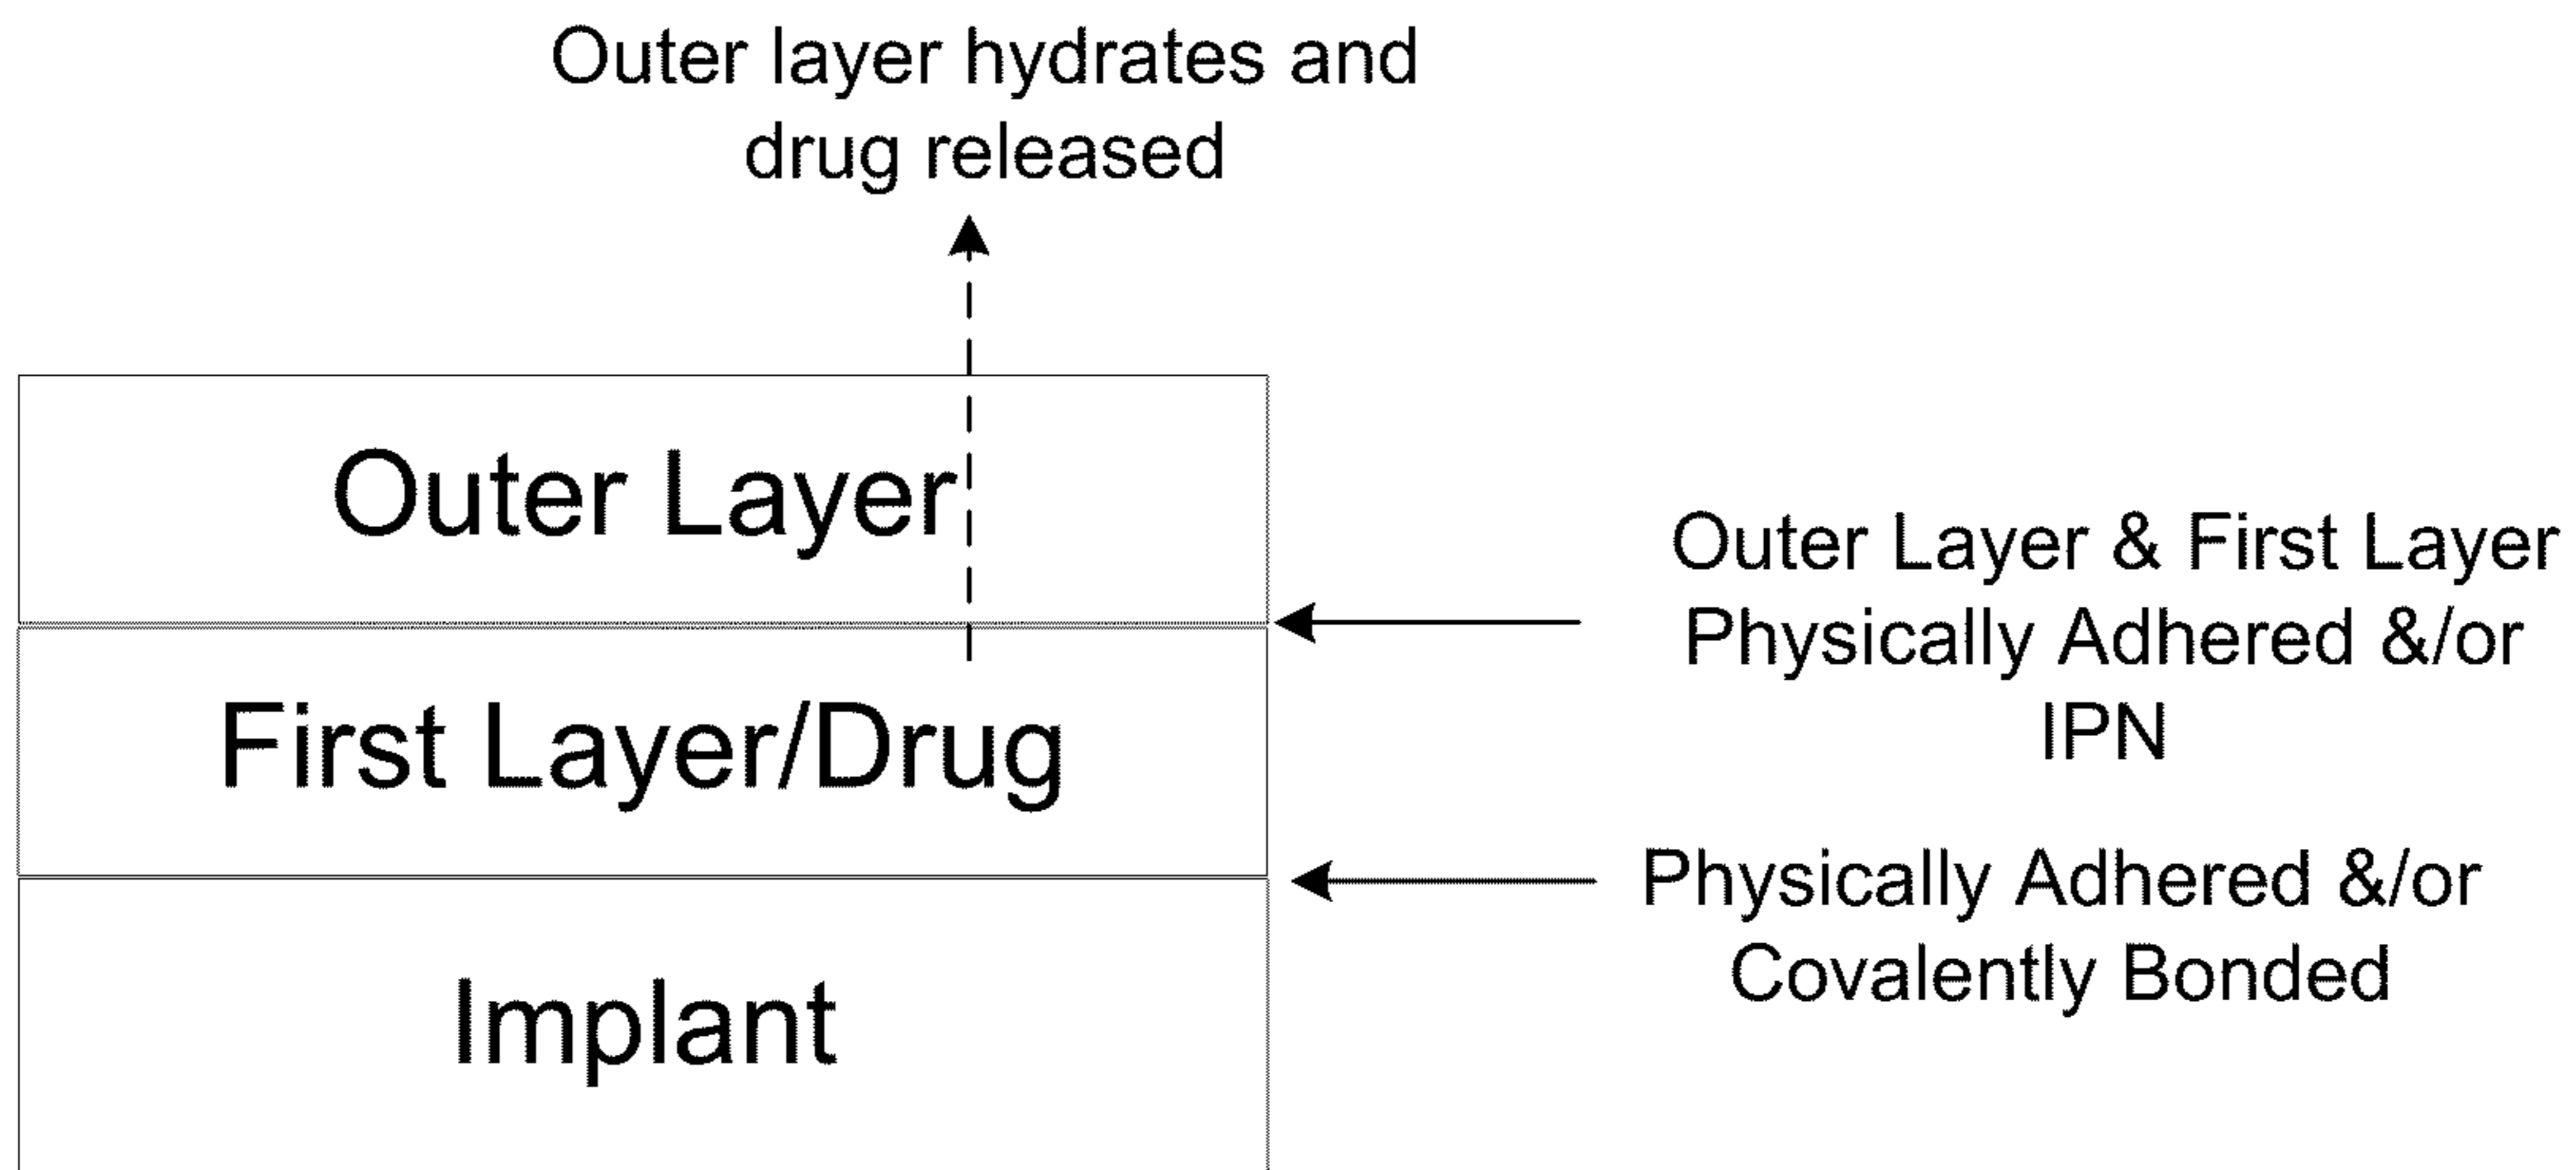 Outer layer hydrates and
drug released
Outer Layer
Outer Layer & First Layer
Physically Adhered &/or
IPN
First Layer/Drug
Physically Adhered &/or
Covalently Bonded
Implant